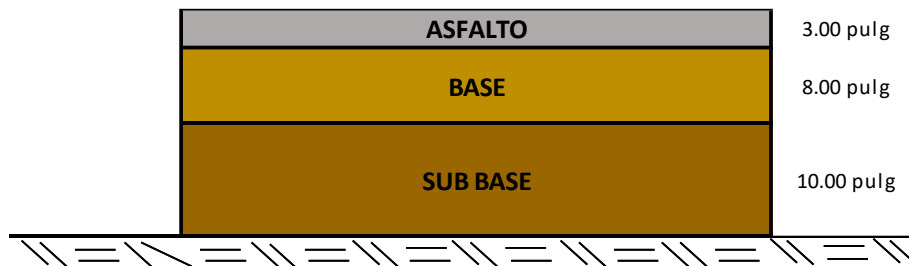 ASFALTO 3.00 pulg
BASE 8.00 pulg
SUB BASE 10.00 pulg